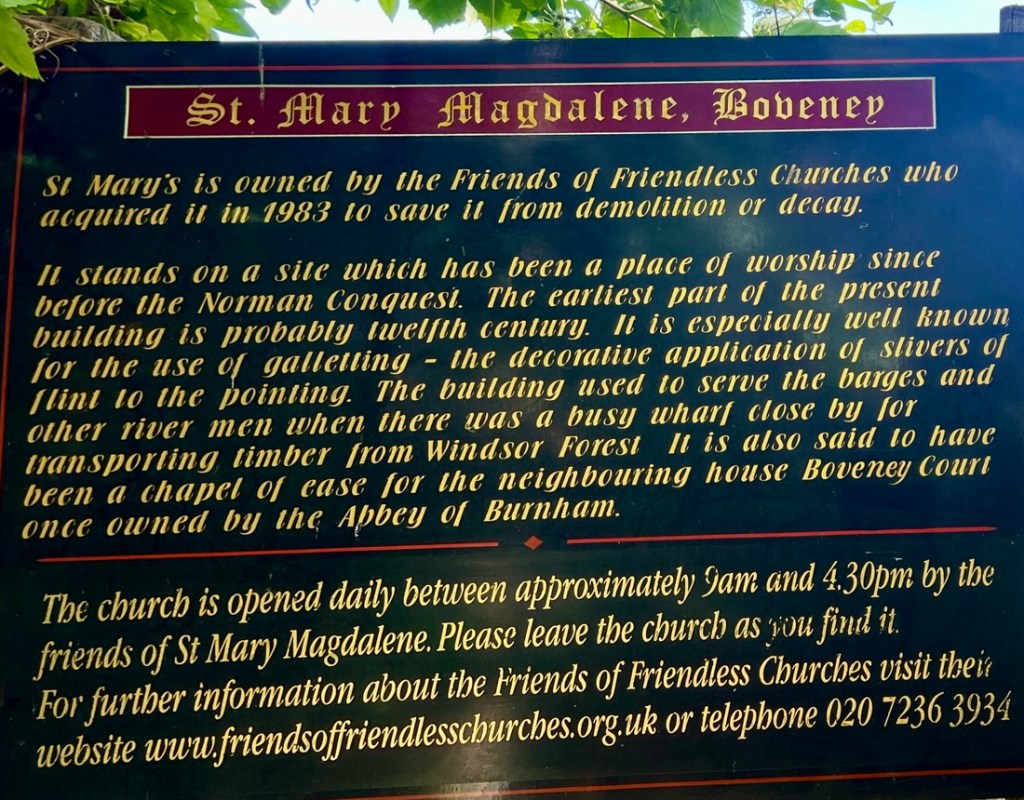 St. Mary Magdalene, Boveney
St Mary's is owned by the Friends of Friendless Churches who
acquired it in 1983 to save it from demolition or decay.
It stands on a site which has been a place of worship since
before the Norman Conquest. The earliest part of the present
building is probably twelfth century. It is especially well known
for the use of galletting - the decorative application of slivers of
flint to the pointing. The building used to serve the barges and
other river men when there was a busy wharf close by for
transporting timber from Windsor Forest It is also said to have
been a chapel of ease for the neighbouring house Boveney Court
once owned by the Abbey of Burnham.
The church is opened daily between approximately 9am and 4.30pm by the
friends of St Mary Magdalene. Please leave the church as you find it.
For further information about the Friends of Friendless Churches visit their
website www.friendsoffriendlesschurches.org.uk or telephone 020 7236 3934